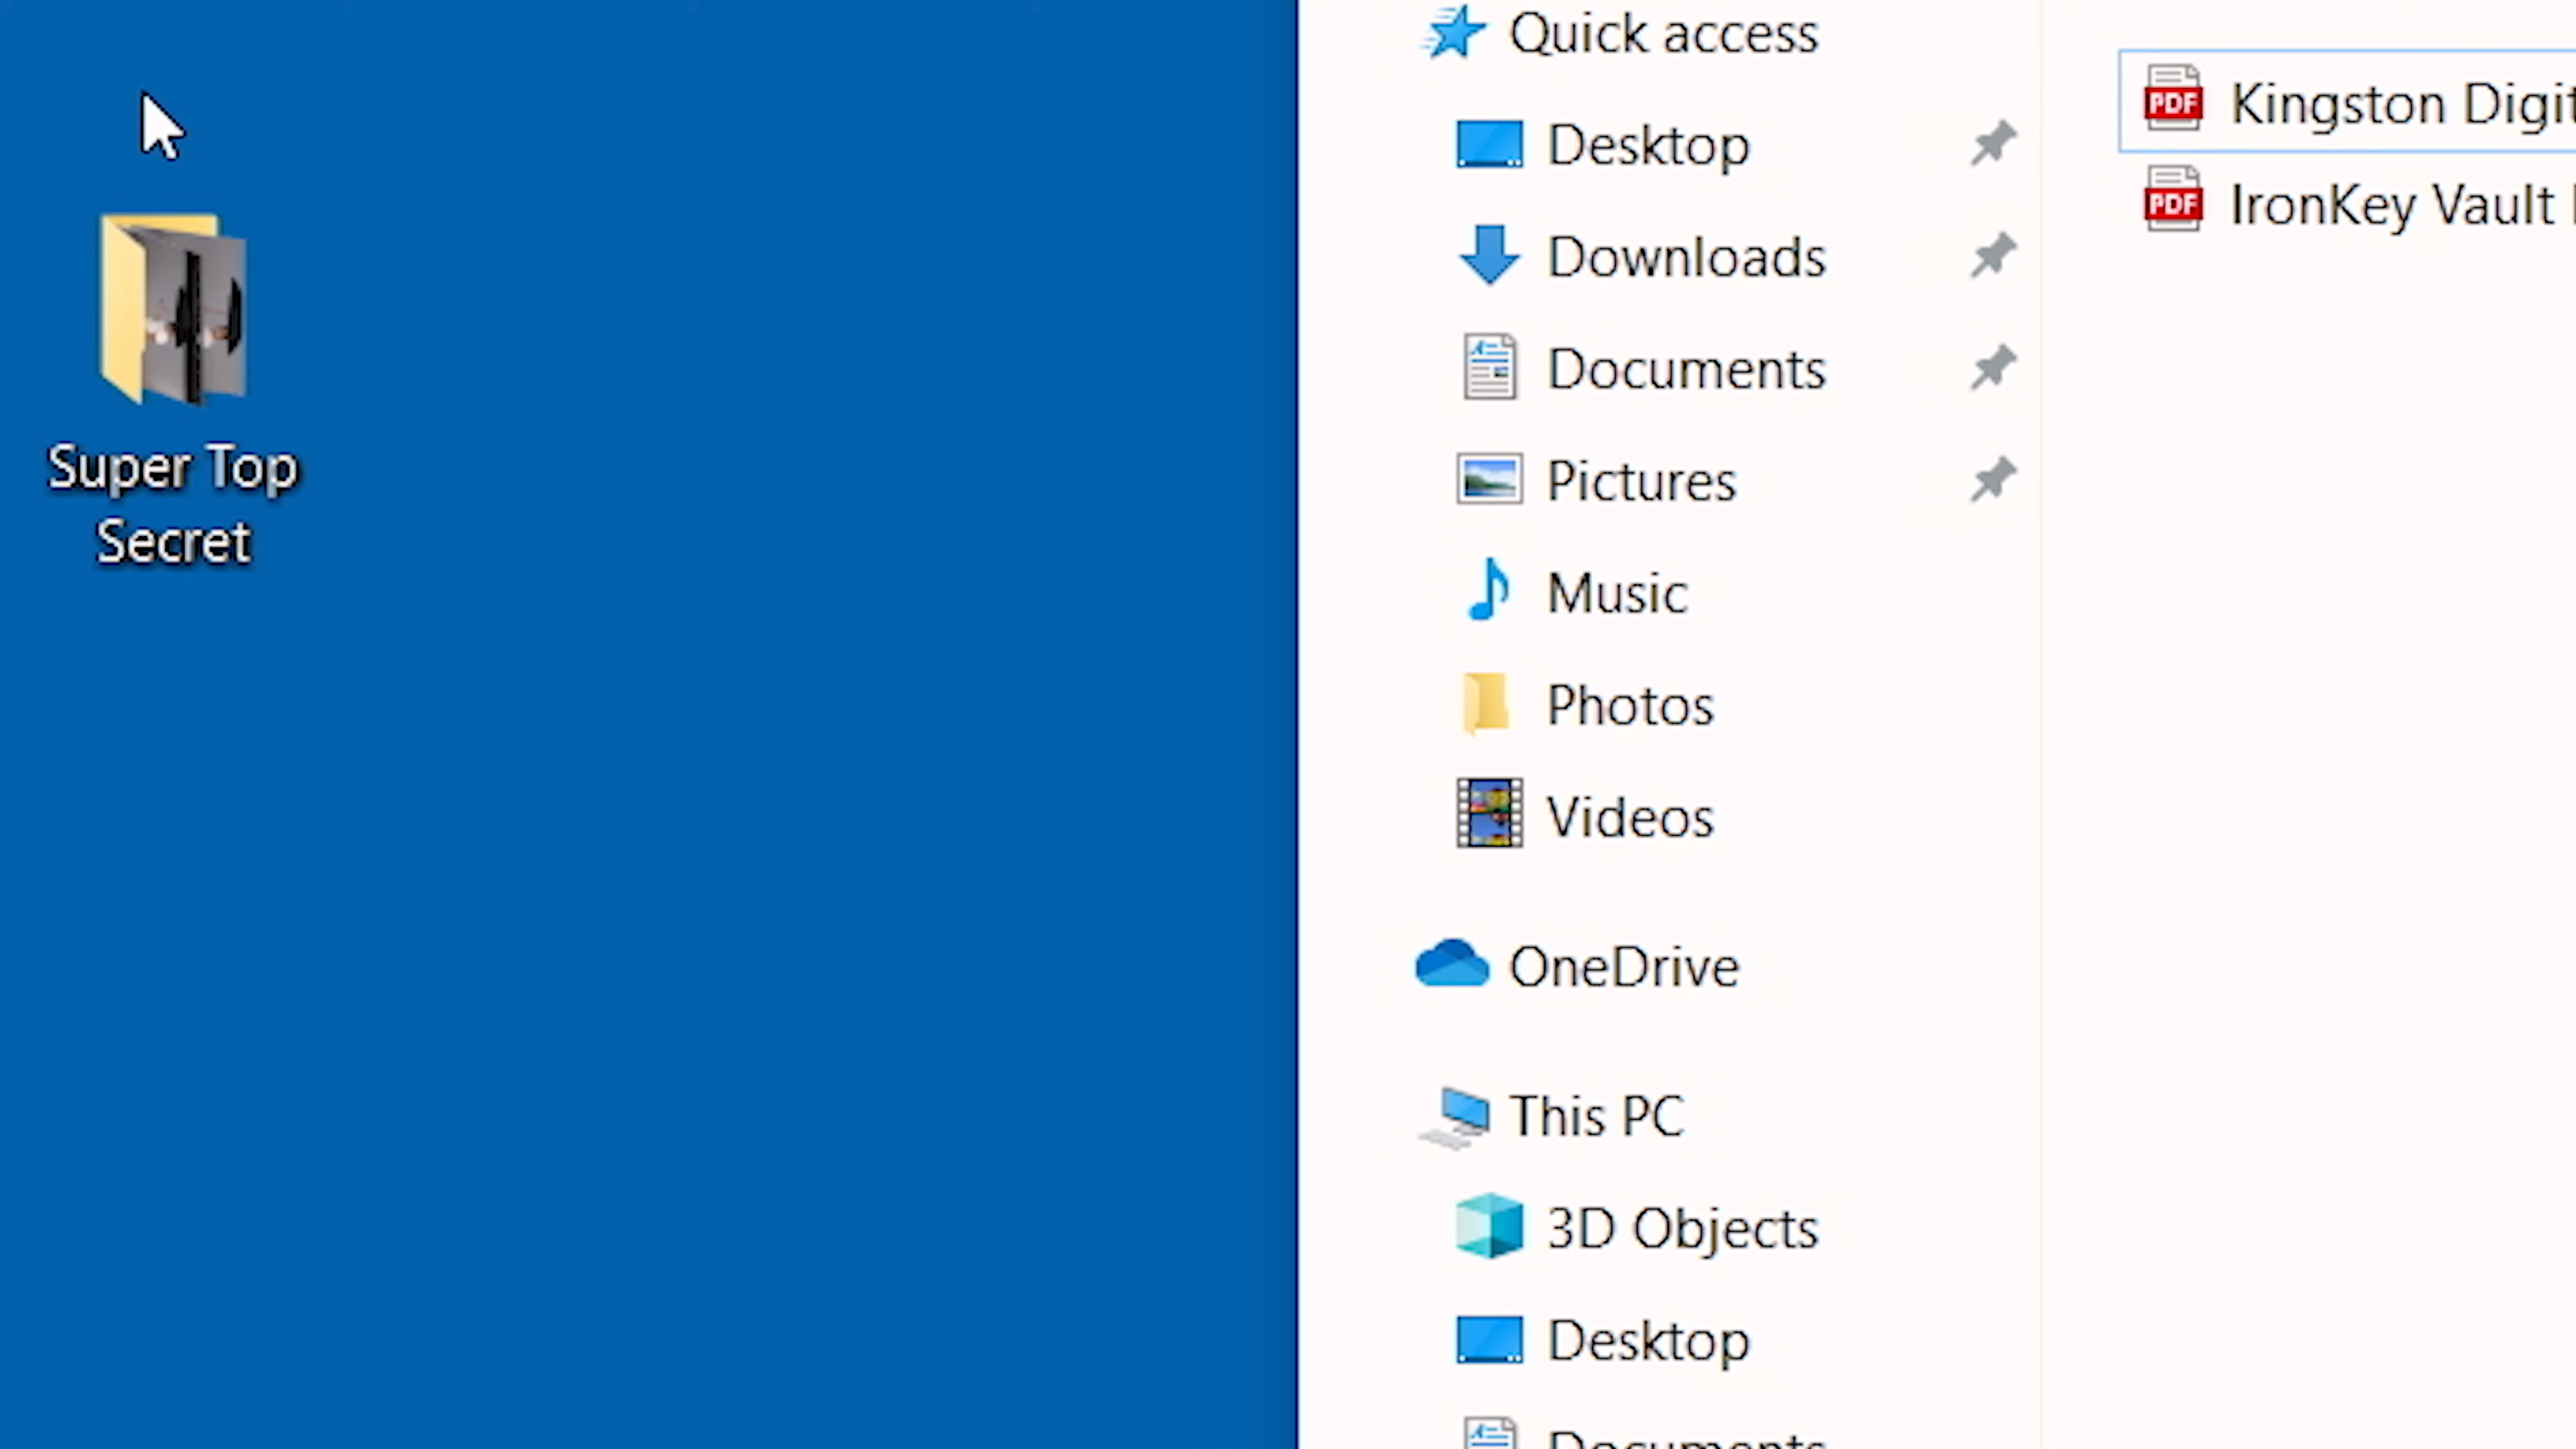 Super Top
Secret
Quick access
Desktop
Downloads
Documents
Pictures
Music
Photos
Videos
OneDrive
This PC
3D Objects
Desktop
Documents
PDF Kingston Digit
PDF IronKey Vault